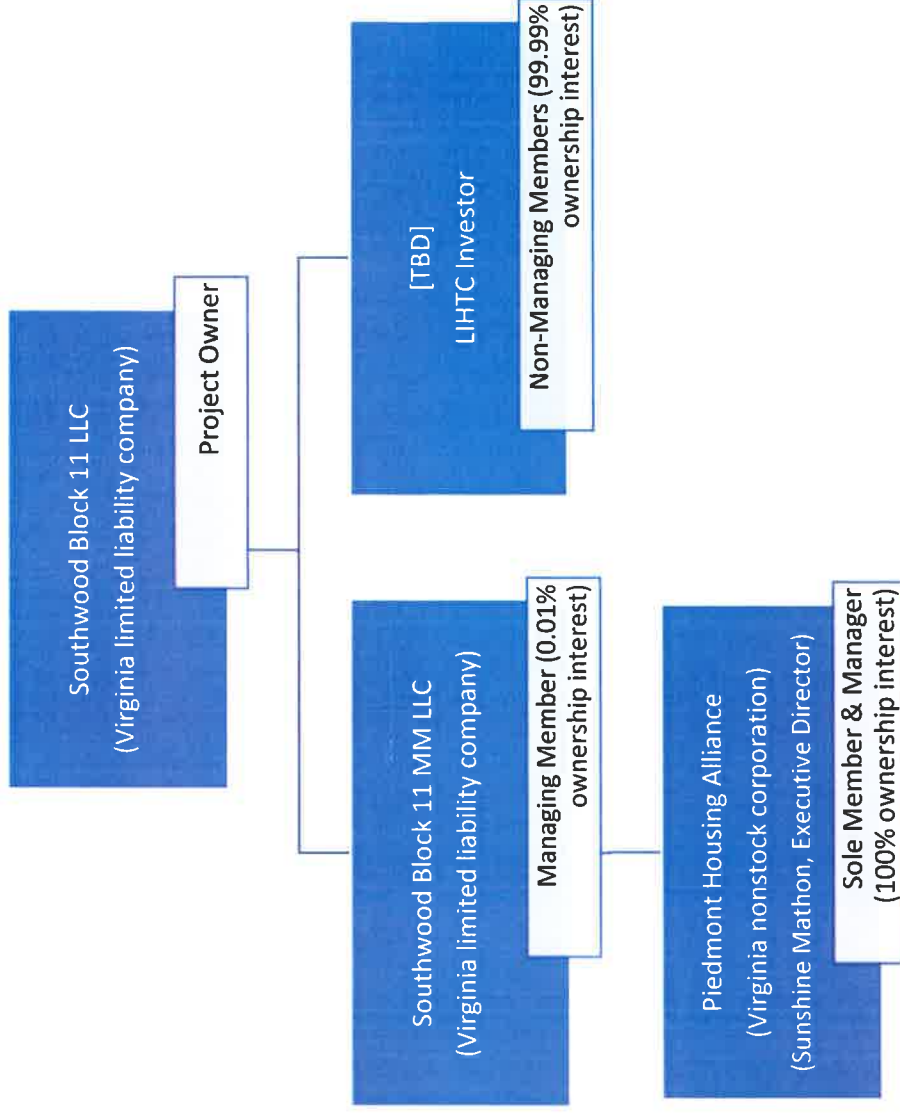 Southwood Block 11 LLC
(Virginia limited liability company)
Project Owner
Southwood Block 11 MM LLC
(Virginia limited liability company)
Managing Member (0.01%
ownership interest)
[TBD]
LIHTC Investor
Non-Managing Members (99.99%
ownership interest)
Piedmont Housing Alliance
(Virginia nonstock corporation)
(Sunshine Mathon, Executive Director)
Sole Member & Manager
(100% ownership interest)